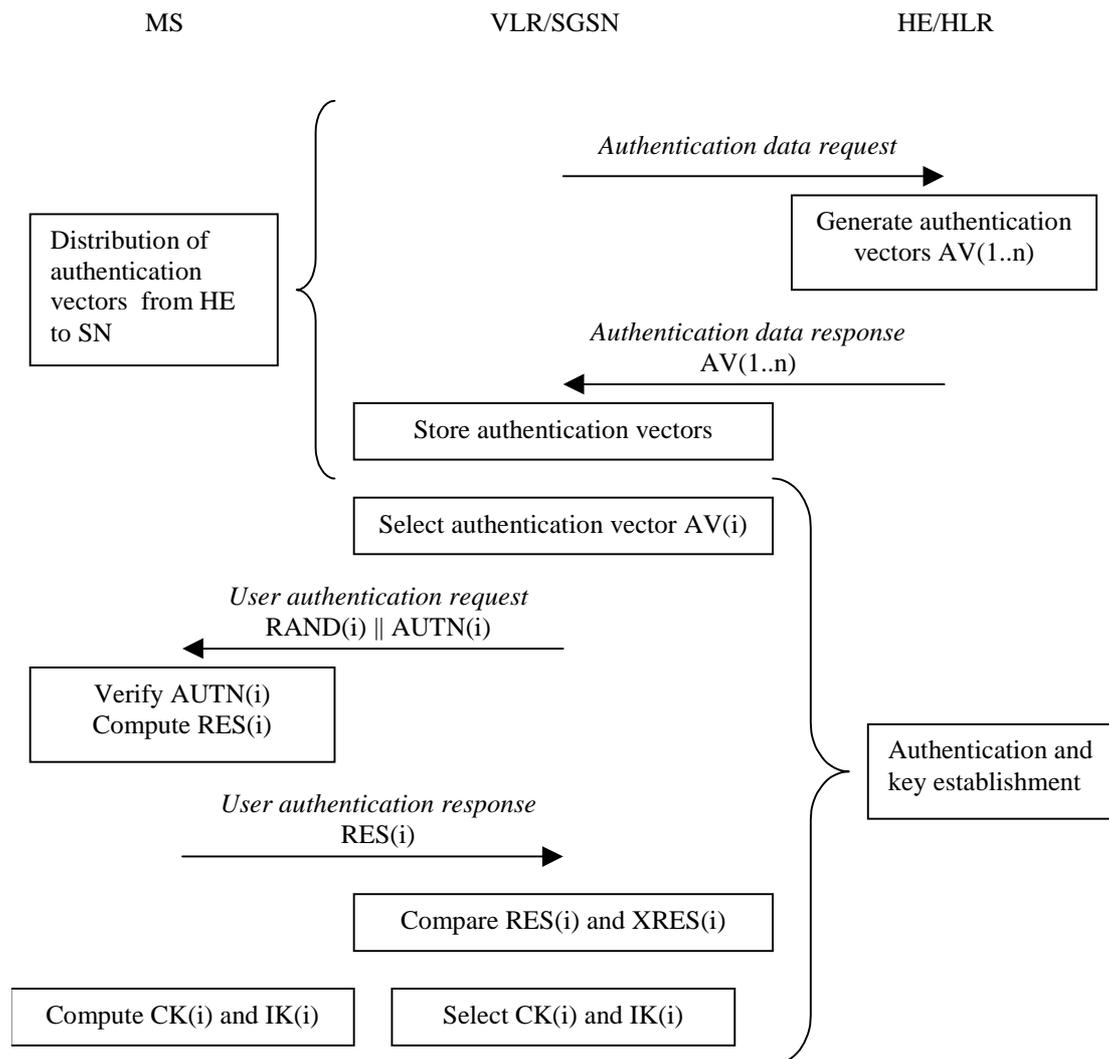 MS VLR/SGSN HE/HLR
Authentication data request
Generate authentication
vectors AV(1..n)
Distribution of
authentication
vectors from HE
to SN
Authentication data response
AV(1..n)
Store authentication vectors
Select authentication vector AV(i)
User authentication request
RAND(i) || AUTN(i)
Verify AUTN(i)
Compute RES(i)
Authentication and
key establishment
User authentication response
RES(i)
Compare RES(i) and XRES(i)
Compute CK(i) and IK(i)
Select CK(i) and IK(i)